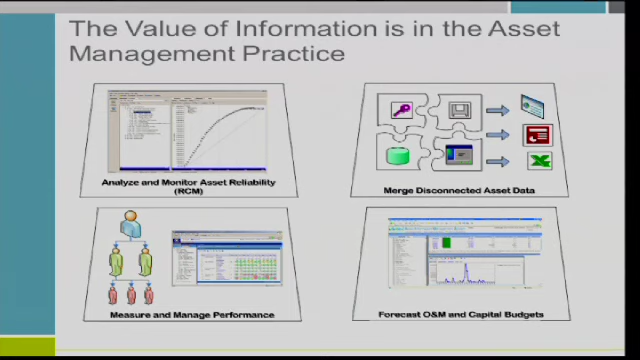 The Value of Information is in the Asset
Management Practice
Analyze and Monitor Asset Reliability
(RCM)
Merge Disconnected Asset Data
Measure and Manage Performance
Forecast O&M and Capital Budgets